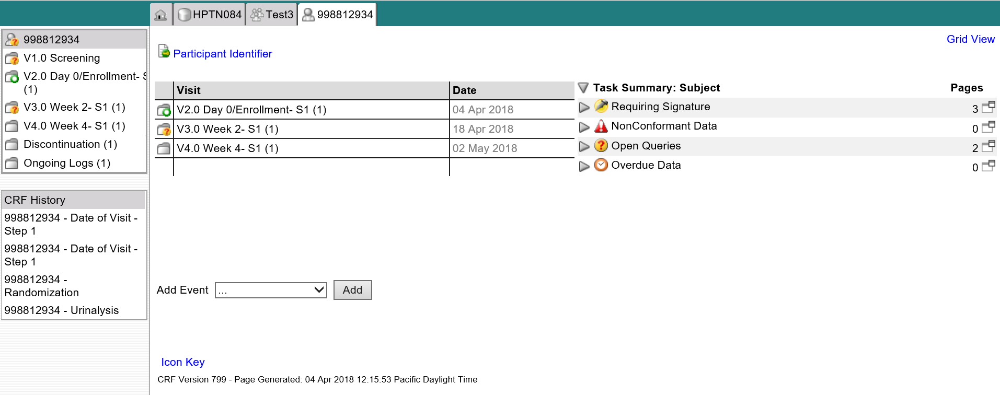 HPTN084
Test3
998812934
998812934
V1.0 Screening
V2.0 Day 0/Enrollment-
(1)
V3.0 Week 2- S1 (1)
V4.0 Week 4- S1 (1)
Discontinuation (1)
Ongoing Logs (1)
CRF History
998812934 - Date of Visit -
Step 1
998812934 - Date of Visit -
Step 1
998812934 -
Randomization
998812934 - Urinalysis
Grid View
Participant Identifier
Visit Date
V2.0 Day 0/Enrollment- S1 (1) 04 Apr 2018
V3.0 Week 2- S1 (1) 18 Apr 2018
V4.0 Week 4- S1 (1) 02 May 2018
Task Summary: Subject Pages
Requiring Signature 3
NonConformant Data 0
Open Queries 2
Overdue Data 0
Add Event ... Add
Icon Key
CRF Version 799 - Page Generated: 04 Apr 2018 12:15:53 Pacific Daylight Time